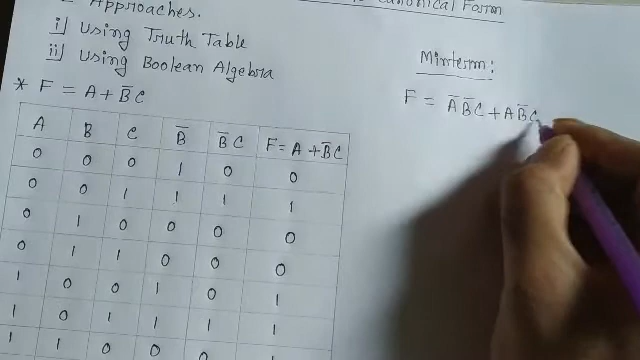 Approaches.
Canonical Form
i) Using Truth Table
ii) Using Boolean Algebra
* F = A + B̅C
Minterm:
F = A̅ B̅ C + A B̅ C
A B C B̅ B̅C F = A + B̅C
0 0 0 1 0 0
0 0 1 1 1 1
0 1 0 0 0 0
0 1 1 0 0 0
1 0 0 1 0 1
1 0 1 1 1 1
1 1 0 0 0